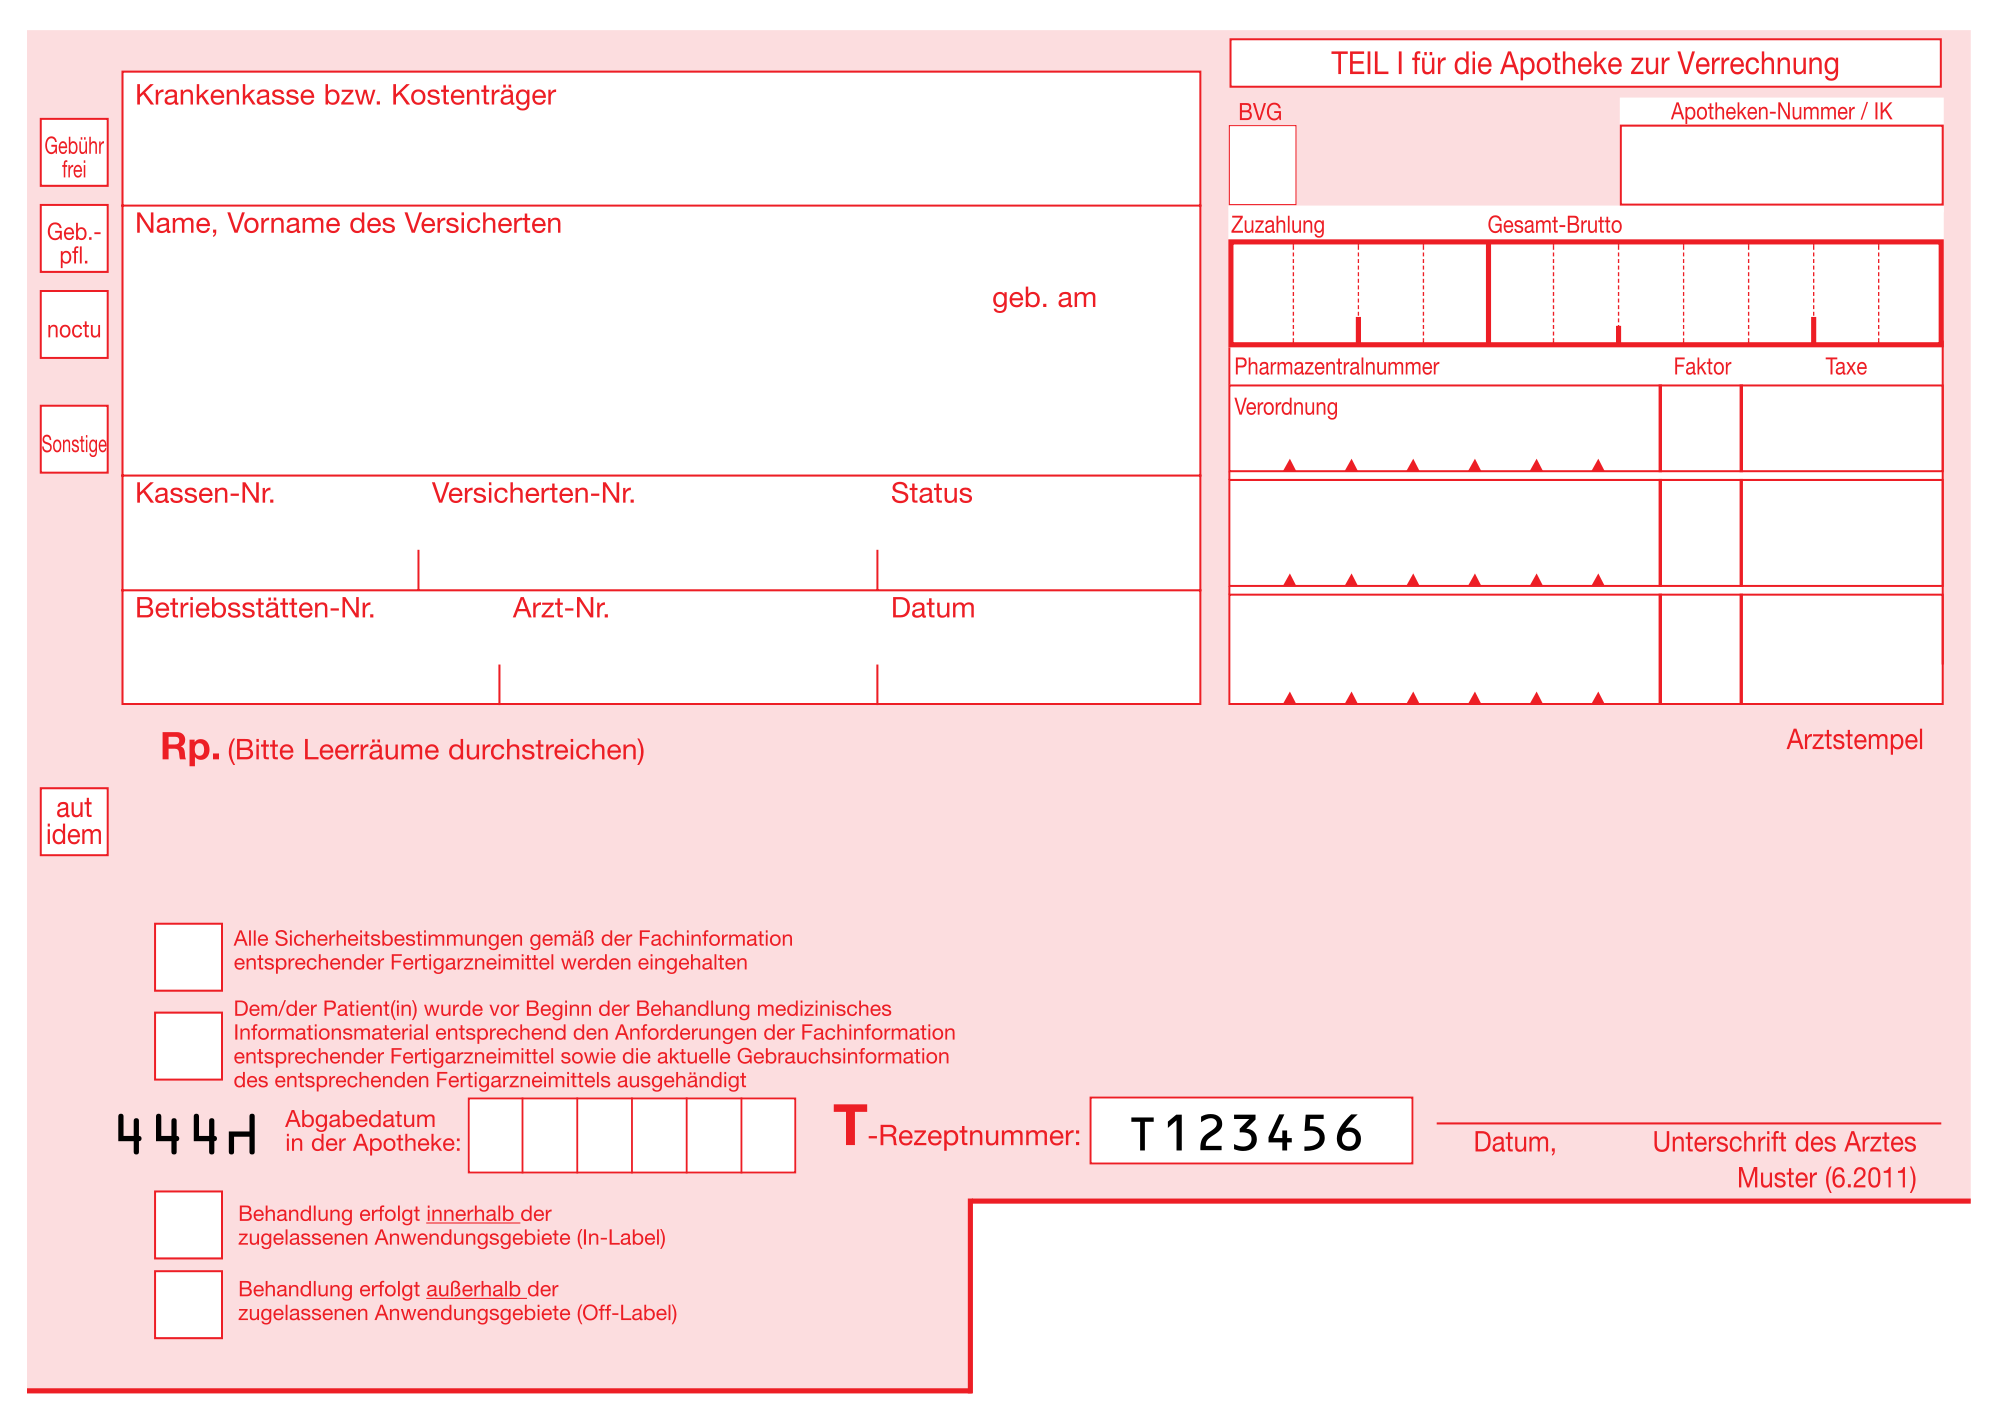 TEIL I für die Apotheke zur Verrechnung
Krankenkasse bzw. Kostenträger
BVG
Apotheken-Nummer / IK
Gebühr
frei
Name, Vorname des Versicherten
Zuzahlung
Gesamt-Brutto
Geb.-
pfl.
geb. am
noctu
Pharmazentralnummer
Faktor
Taxe
Verordnung
Sonstige
Kassen-Nr.
Versicherten-Nr.
Status
Betriebsstätten-Nr.
Arzt-Nr.
Datum
Rp. (Bitte Leerräume durchstreichen)
Arztstempel
aut
idem
Alle Sicherheitsbestimmungen gemäß der Fachinformation
entsprechender Fertigarzneimittel werden eingehalten
Dem/der Patient(in) wurde vor Beginn der Behandlung medizinisches
Informationsmaterial entsprechend den Anforderungen der Fachinformation
entsprechender Fertigarzneimittel sowie die aktuelle Gebrauchsinformation
des entsprechenden Fertigarzneimittels ausgehändigt
444
Abgabedatum
in der Apotheke:
T-Rezeptnummer:
T123456
Datum,
Unterschrift des Arztes
Muster (6.2011)
Behandlung erfolgt innerhalb der
zugelassenen Anwendungsgebiete (In-Label)
Behandlung erfolgt außerhalb der
zugelassenen Anwendungsgebiete (Off-Label)